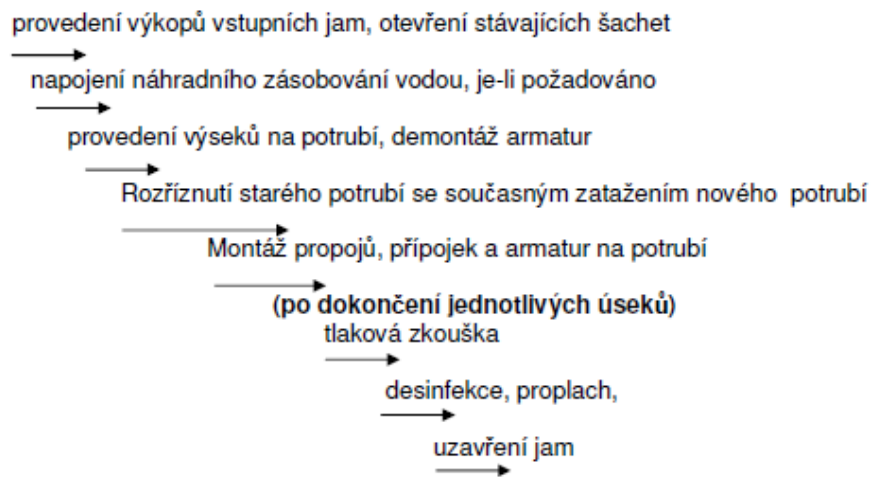 provedení výkopů vstupních jam, otevření stávajících šachet
napojení náhradního zásobování vodou, je-li požadováno
provedení výseků na potrubí, demontáž armatur
Rozříznutí starého potrubí se současným zatažením nového potrubí
Montáž propojů, přípojek a armatur na potrubí
(po dokončení jednotlivých úseků)
tlaková zkouška
desinfekce, proplach,
uzavření jam